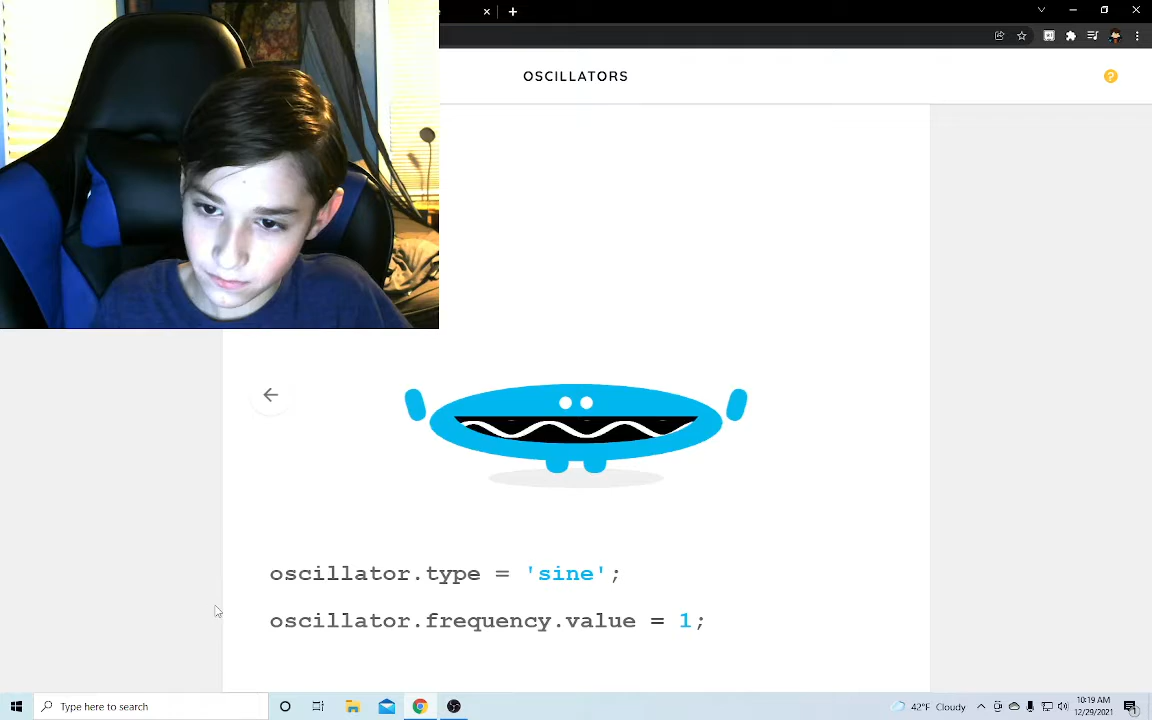 OSCILLATORS
?
oscillator.type = 'sine';
oscillator.frequency.value = 1;
Type here to search
42°F Cloudy
10:19 AM
12/29/2021